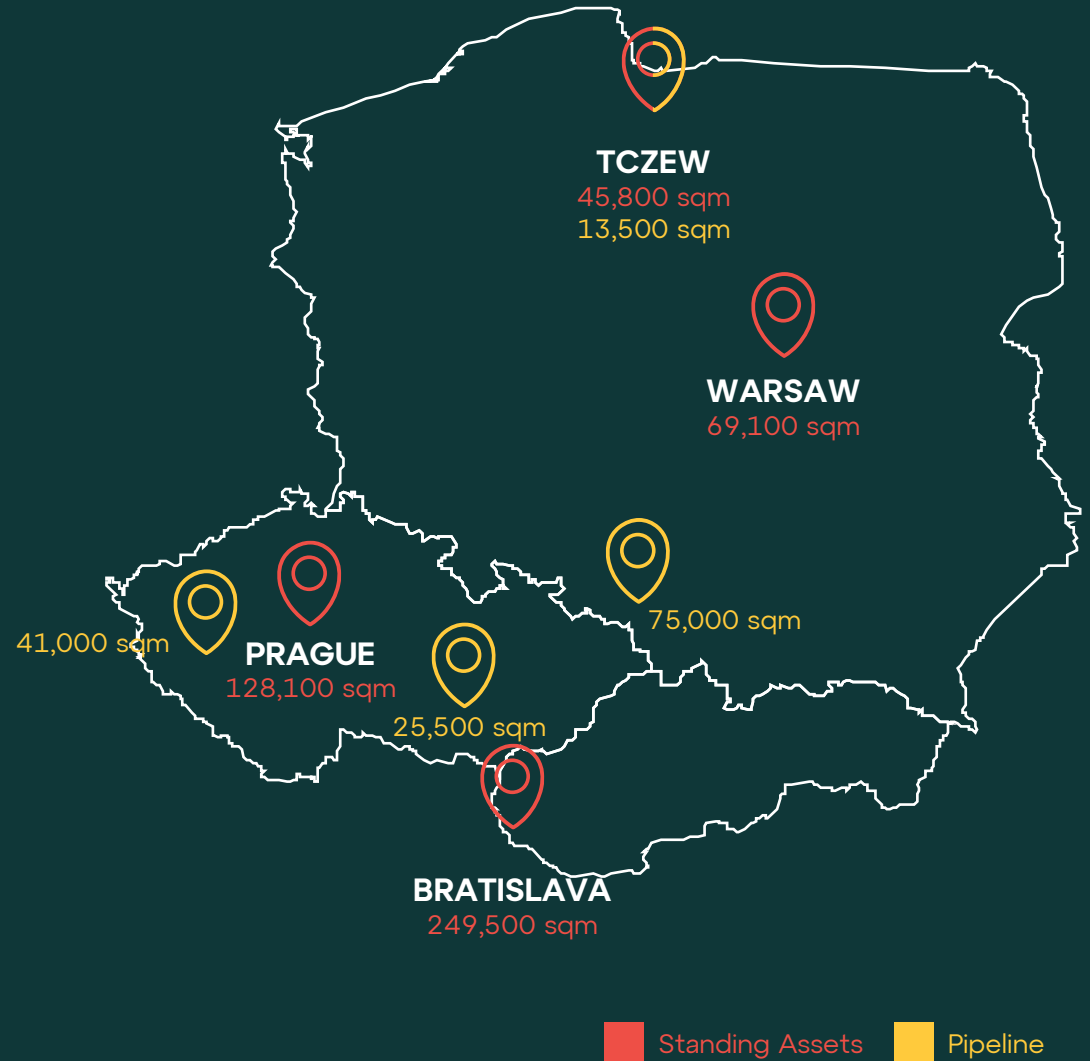 TCZEW
45,800 sqm
13,500 sqm
WARSAW
69,100 sqm
75,000 sqm
41,000 sqm
PRAGUE
128,100 sqm
25,500 sqm
BRATISLAVA
249,500 sqm
Standing Assets
Pipeline